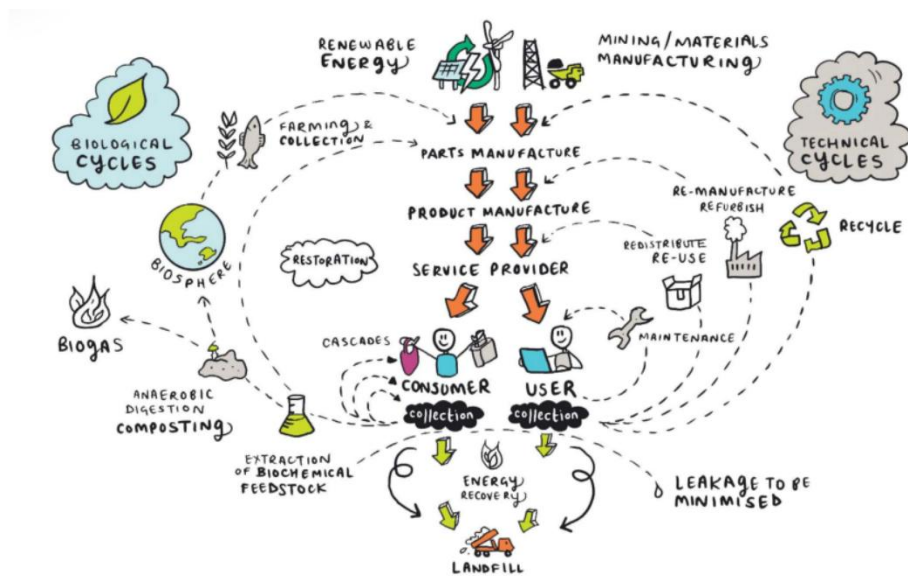 RENEWABLE
ENERGY
MINING/MATERIALS
MANUFACTURING
BIOLOGICAL
CYCLES
FARMING &
COLLECTION
TECHNICAL
CYCLES
PARTS MANUFACTURE
RE-MANUFACTURE
REFURBISH
PRODUCT MANUFACTURE
RECYCLE
BIOSPHERE
RESTORATION
SERVICE PROVIDER
REDISTRIBUTE
RE-USE
BIOGAS
CASCADES
MAINTENANCE
CONSUMER
USER
ANAEROBIC
DIGESTION
COMPOSTING
collection
collection
EXTRACTION
OF BIOCHEMICAL
FEEDSTOCK
ENERGY
RECOVERY
LEAKAGE TO BE
MINIMISED
LANDFILL